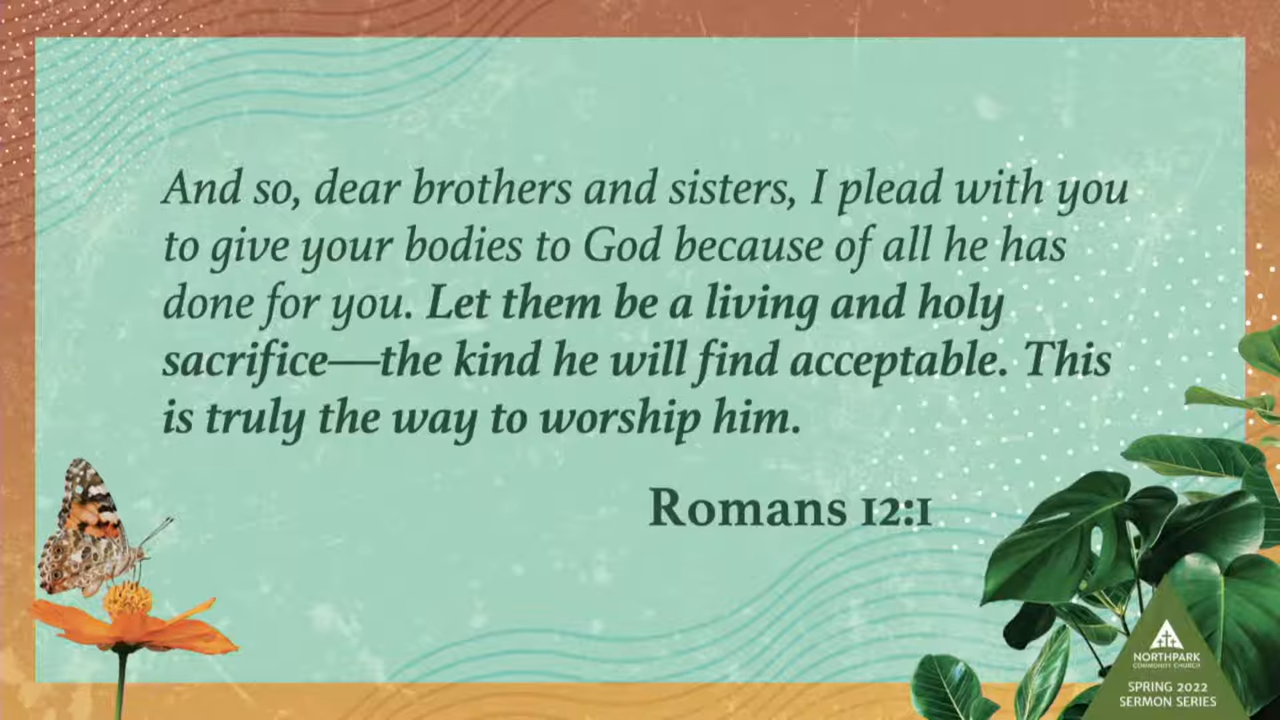 And so, dear brothers and sisters, I plead with you
to give your bodies to God because of all he has
done for you. Let them be a living and holy
sacrifice—the kind he will find acceptable. This
is truly the way to worship him.
Romans 12:1
NORTHPARK
COMMUNITY CHURCH
SPRING 2022
SERMON SERIES